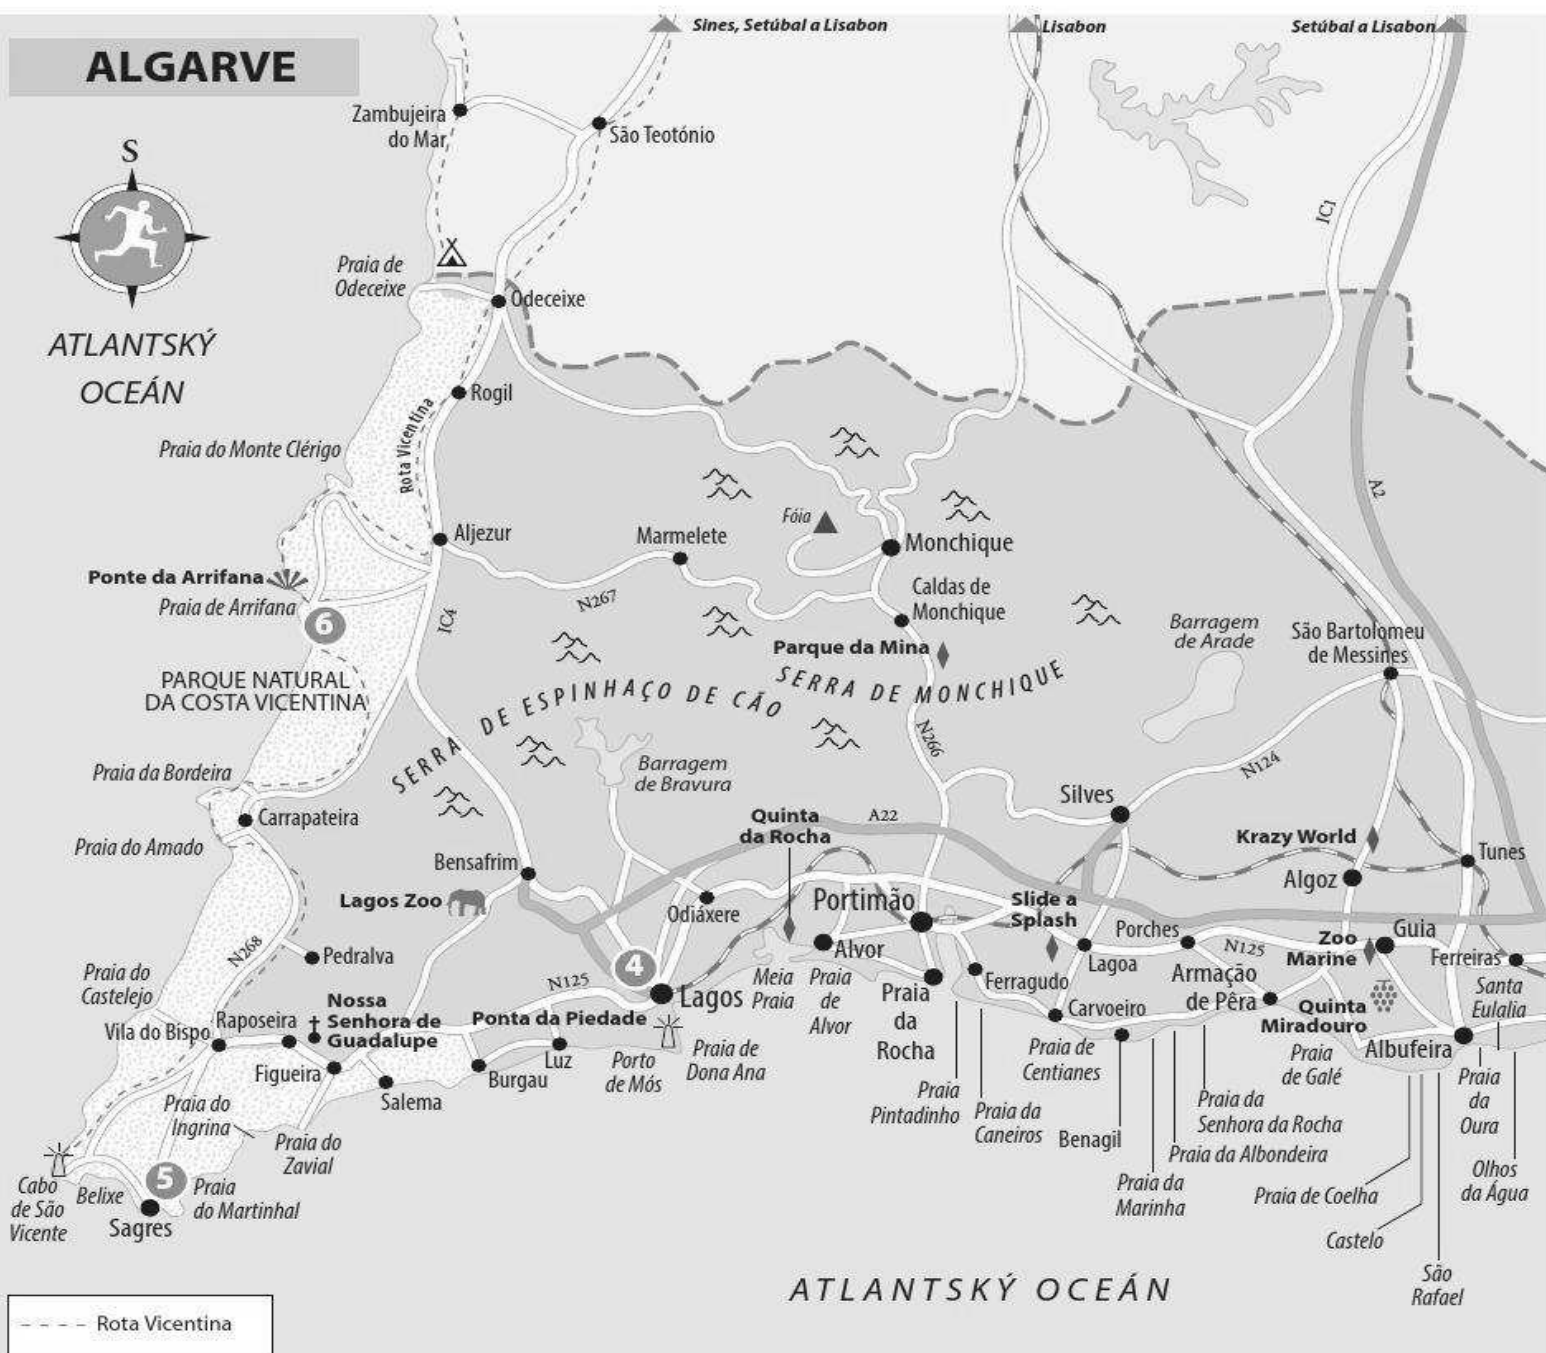 Sines, Setúbal a Lisabon
Lisabon
Setúbal a Lisabon
ALGARVE
Zambujeira
do Mar
São Teotónio
S
IC1
Praia de
Odeceixe
Odeceixe
ATLANTSKÝ
OCEÁN
Rogil
Rota Vicentina
Praia do Monte Clérigo
A2
Aljezur
Marmelete
Fóia
Monchique
Ponte da Arrifana
Praia de Arrifana
6
IC4
N267
Caldas de
Monchique
Parque da Mina
Barragem
de Arade
São Bartolomeu
de Messines
PARQUE NATURAL
DA COSTA VICENTINA
SERRA DE ESPINHAÇO DE CÃO
SERRA DE MONCHIQUE
N266
N124
Praia da Bordeira
Barragem
de Bravura
Silves
Carrapateira
Praia do Amado
Quinta
da Rocha
A22
Krazy World
Tunes
Bensafrim
Lagos Zoo
Algoz
Odiáxere
Portimão
Slide a
Splash
Porches
N125
Zoo
Marine
Guia
N268
Pedralva
4
Alvor
Lagoa
Ferreiras
Praia do
Castelejo
N125
Lagos
Meia
Praia
Praia
de
Alvor
Praia
da
Rocha
Ferragudo
Armação
de Pêra
Santa
Eulalia
Nossa
Senhora de
Guadalupe
Raposeira
Vila do Bispo
Ponta da Piedade
Carvoeiro
Quinta
Miradouro
Albufeira
Figueira
Salema
Burgau
Luz
Porto
de Mós
Praia de
Dona Ana
Praia de
Centianes
Praia
de Galé
Praia do
Ingrina
Praia do
Zavial
Praia
Pintadinho
Praia da
Caneiros
Benagil
Praia da
Senhora da Rocha
Praia da Albondeira
Praia da
Marinha
Praia
da
Oura
Olhos
da Água
Praia de Coelha
Castelo
São
Rafael
Cabo
de São
Vicente
Belixe
5
Sagres
Praia
do Martinhal
ATLANTSKÝ OCEÁN
Rota Vicentina